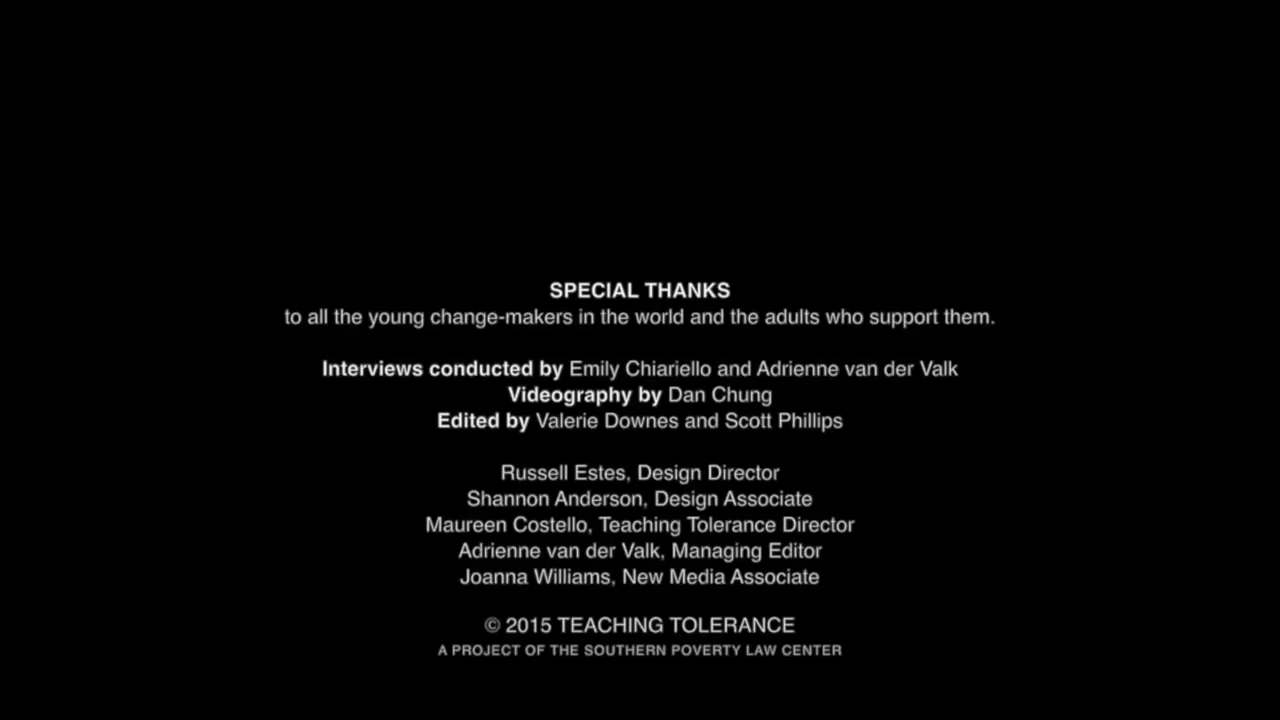 SPECIAL THANKS
to all the young change-makers in the world and the adults who support them.
Interviews conducted by Emily Chiariello and Adrienne van der Valk
Videography by Dan Chung
Edited by Valerie Downes and Scott Phillips
Russell Estes, Design Director
Shannon Anderson, Design Associate
Maureen Costello, Teaching Tolerance Director
Adrienne van der Valk, Managing Editor
Joanna Williams, New Media Associate
© 2015 TEACHING TOLERANCE
A PROJECT OF THE SOUTHERN POVERTY LAW CENTER